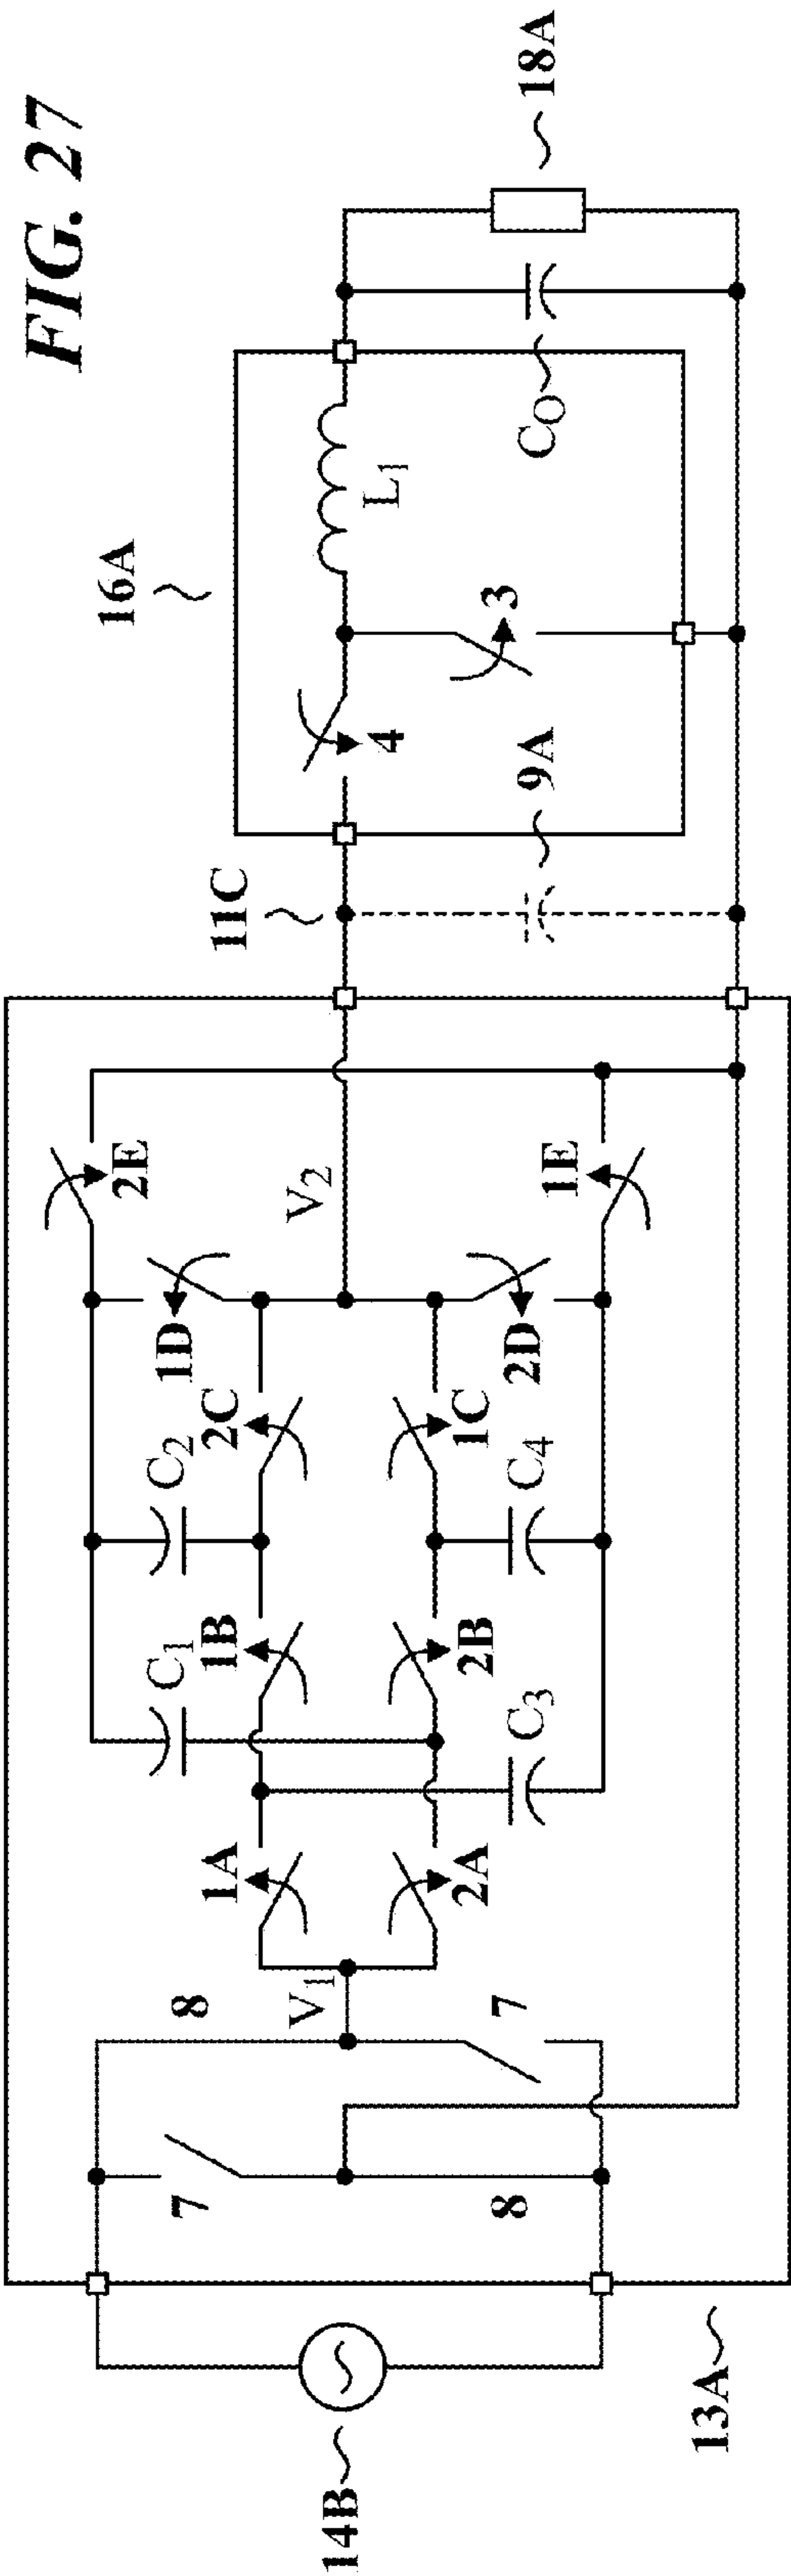 FIG. 27
16A
18A
11C
4
L₁
3
9A
C_O
2E
1D
C₂
2C
C₁
1B
1A
8
V₁
7
7
8
V₂
2A
2B
1C
2D
1E
C₃
C₄
14B
13A